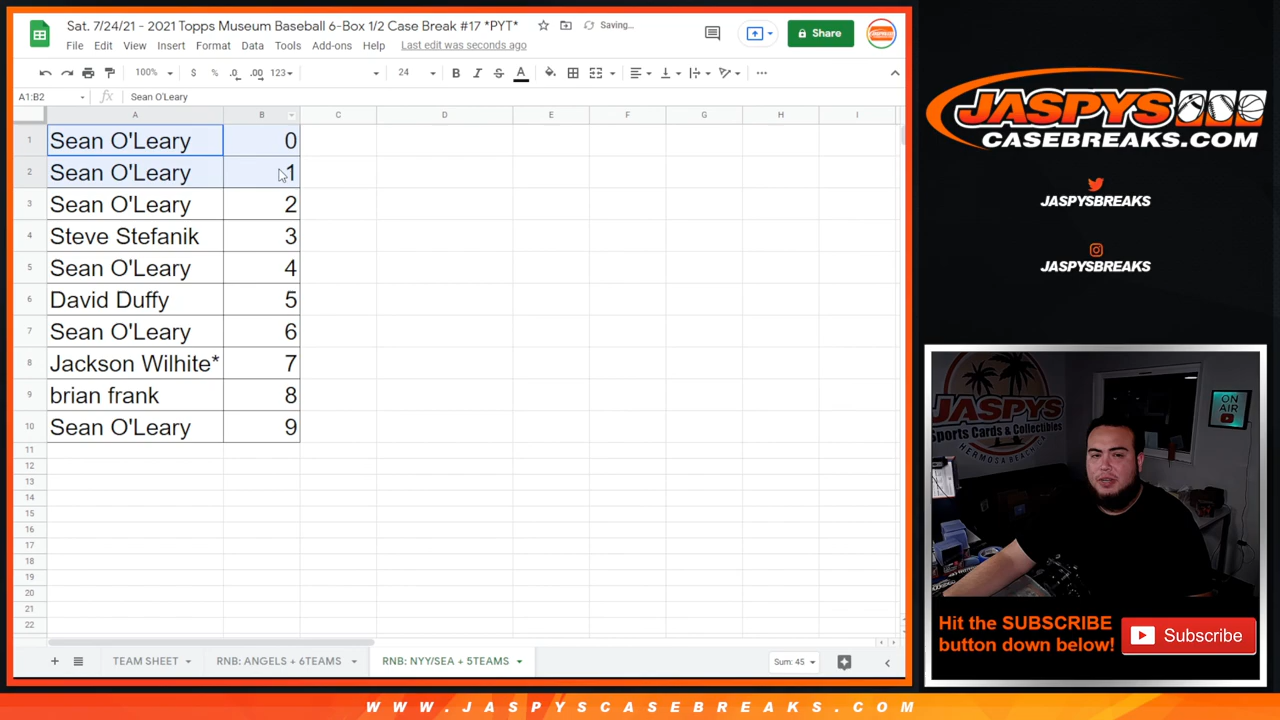 Sat. 7/24/21 - 2021 Topps Museum Baseball 6-Box 1/2 Case Break #17 *PYT*
Saving...
File Edit View Insert Format Data Tools Add-ons Help Last edit was seconds ago
Share
100% $ % .0 .00 123 24 B I S A
A1:B2 fx Sean O'Leary
A B C D E F G H I
1 Sean O'Leary 0
2 Sean O'Leary 1
3 Sean O'Leary 2
4 Steve Stefanik 3
5 Sean O'Leary 4
6 David Duffy 5
7 Sean O'Leary 6
8 Jackson Wilhite* 7
9 brian frank 8
10 Sean O'Leary 9
11
12
13
14
15
16
17
18
19
20
21
22
TEAM SHEET RNB: ANGELS + 6TEAMS RNB: NYY/SEA + 5TEAMS Sum: 45
JASPYS
CASEBREAKS.COM
JASPYSBREAKS
JASPYSBREAKS
JASPYS
Sports Cards & Collectibles
HERMOSA BEACH, CA
ON AIR
Hit the SUBSCRIBE
button down below!
Subscribe
WWW.JASPYSCASEBREAKS.COM